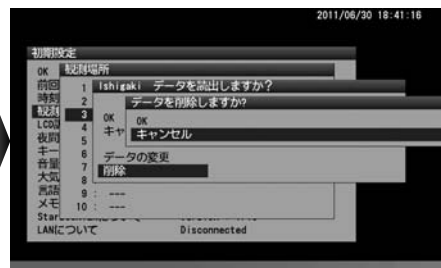 2011/06/30 18:41:16
初期設定
OK 観測場所
前回 1 Ishigaki データを読出しますか?
時刻 2 データを削除しますか?
観測 3 OK OK
LCD 4 キャ キャンセル
夜間 5
キー 6 データの変更
音量 7 削除
大気 8
言語 9 : ---
メモ 10 : ---
Star
LANについて Disconnected